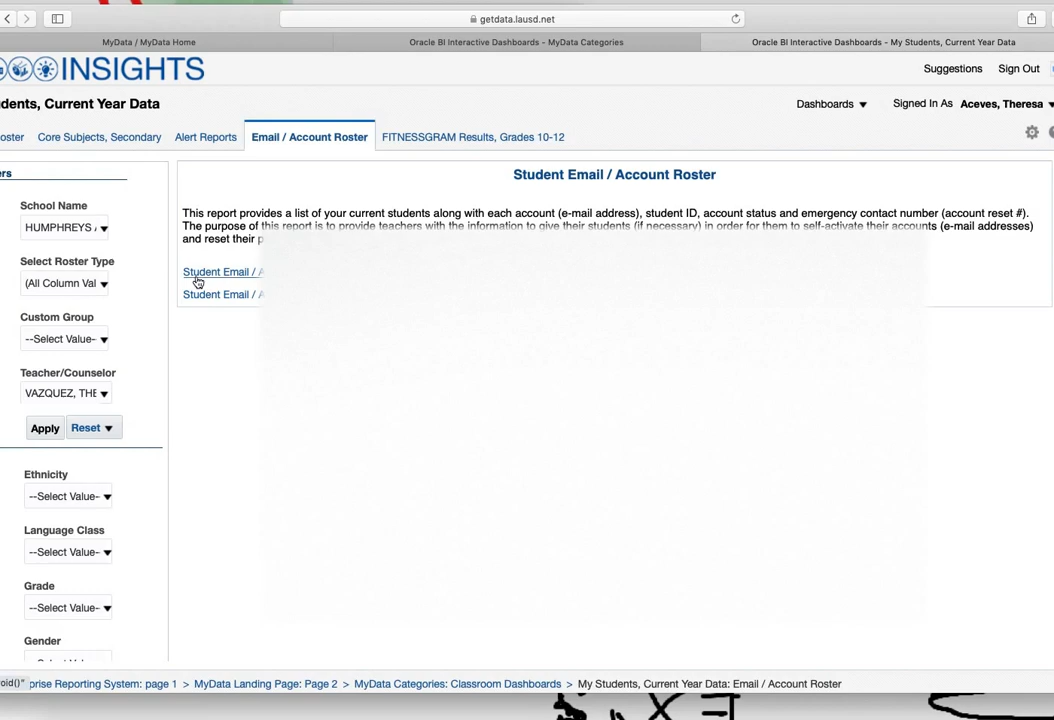 getdata.lausd.net
MyData / MyData Home
Oracle BI Interactive Dashboards - MyData Categories
Oracle BI Interactive Dashboards - My Students, Current Year Data
INSIGHTS
Suggestions
Sign Out
dents, Current Year Data
Dashboards
Signed In As Aceves, Theresa
oster
Core Subjects, Secondary
Alert Reports
Email / Account Roster
FITNESSGRAM Results, Grades 10-12
ers
Student Email / Account Roster
School Name
HUMPHREYS
This report provides a list of your current students along with each account (e-mail address), student ID, account status and emergency contact number (account reset #).
The purpose of this report is to provide teachers with the information to give their students (if necessary) in order for them to self-activate their accounts (e-mail addresses)
and reset their p
Select Roster Type
(All Column Val
Student Email / A
Student Email / A
Custom Group
--Select Value-
Teacher/Counselor
VAZQUEZ, THE
Apply
Reset
Ethnicity
--Select Value-
Language Class
--Select Value-
Grade
--Select Value-
Gender
oid()"
prise Reporting System: page 1 > MyData Landing Page: Page 2 > MyData Categories: Classroom Dashboards > My Students, Current Year Data: Email / Account Roster